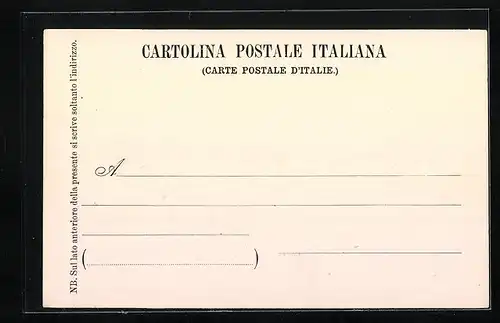 CARTOLINA POSTALE ITALIANA
(CARTE POSTALE D'ITALIE.)
A
NB. Sul lato anteriore della presente si scrive soltanto l'indirizzo.